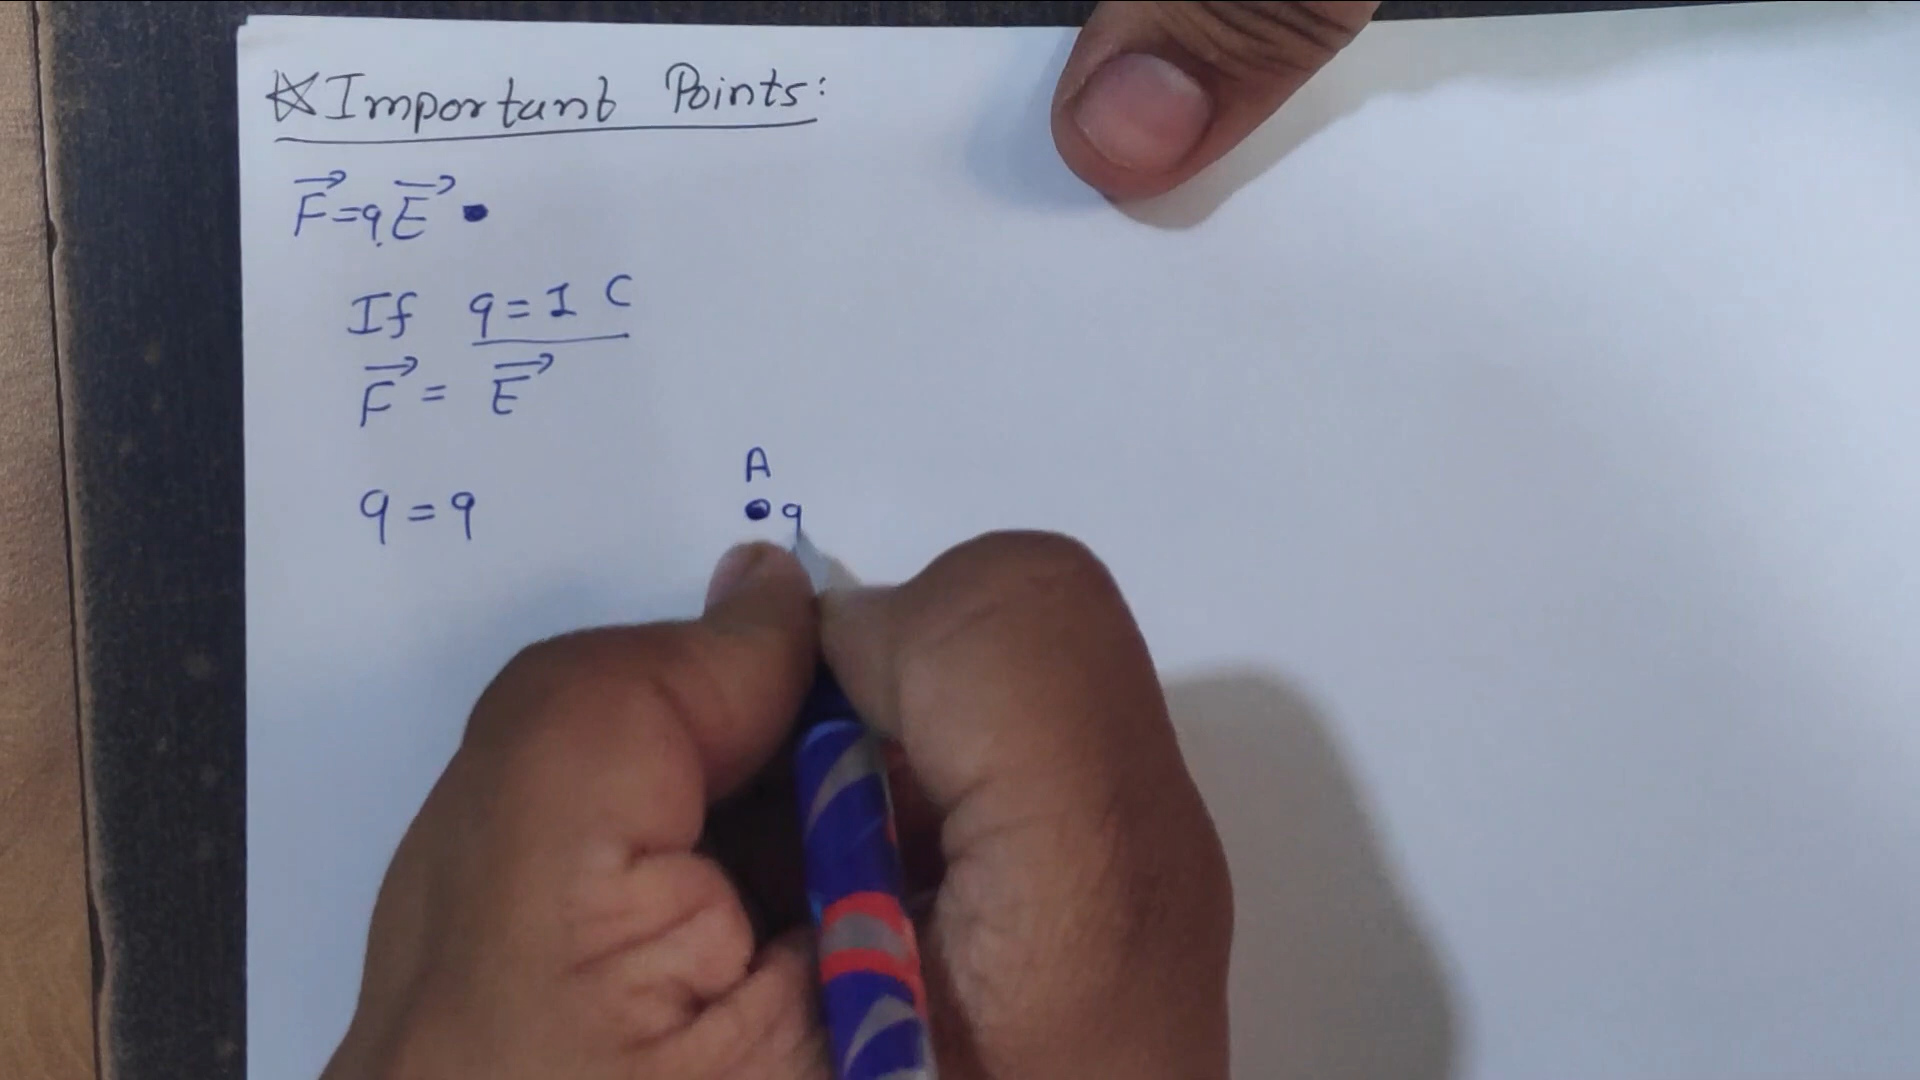 ☆Important Points:
F⃗=qE⃗ •
If q=1 C
F⃗ = E⃗
A
q=q •q